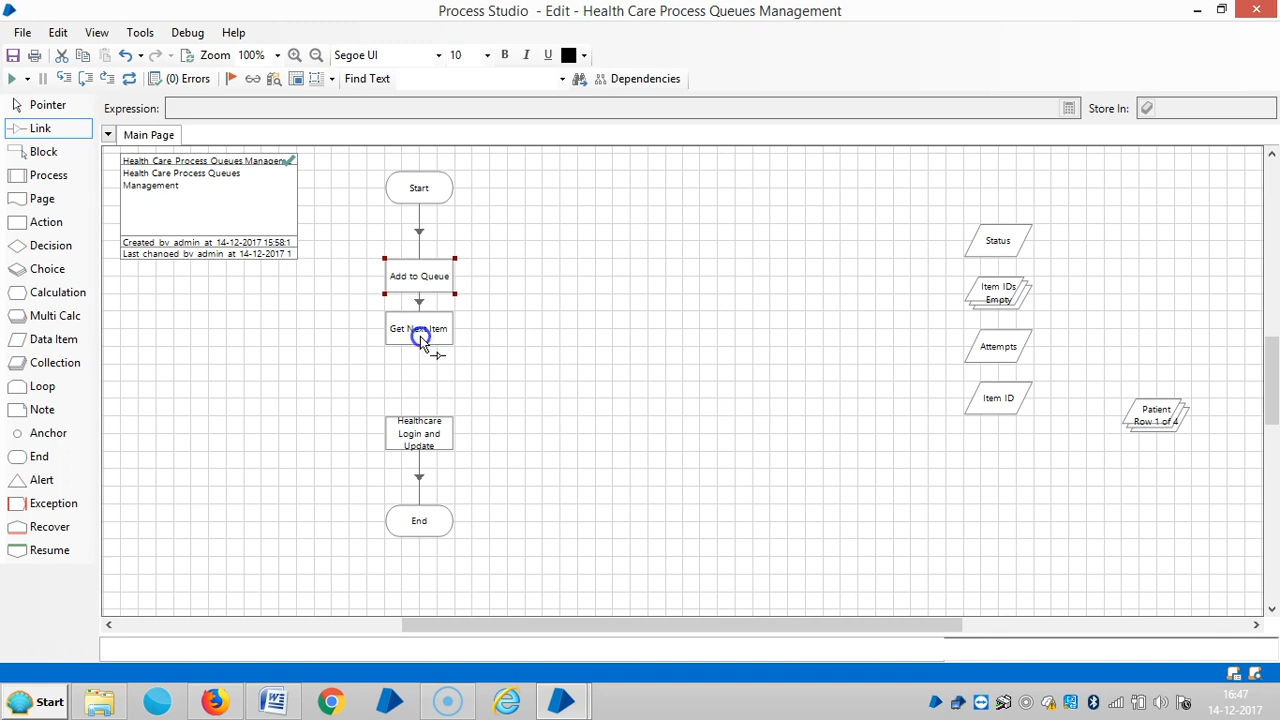 Process Studio - Edit - Health Care Process Queues Management
File Edit View Tools Debug Help
Zoom 100% Segoe UI 10 B I U
(0) Errors Find Text Dependencies
Expression: Store In:
Pointer
Link
Block
Process
Page
Action
Decision
Choice
Calculation
Multi Calc
Data Item
Collection
Loop
Note
Anchor
End
Alert
Exception
Recover
Resume
Main Page
Health Care Process Queues Managem
Health Care Process Queues
Management
Created by admin at 14-12-2017 15:58:1
Last changed by admin at 14-12-2017 1
Start
Add to Queue
Get Next Item
Healthcare
Login and
Update
End
Status
Item IDs
Empty
Attempts
Item ID
Patient
Row 1 of 4
Start
16:47
14-12-2017